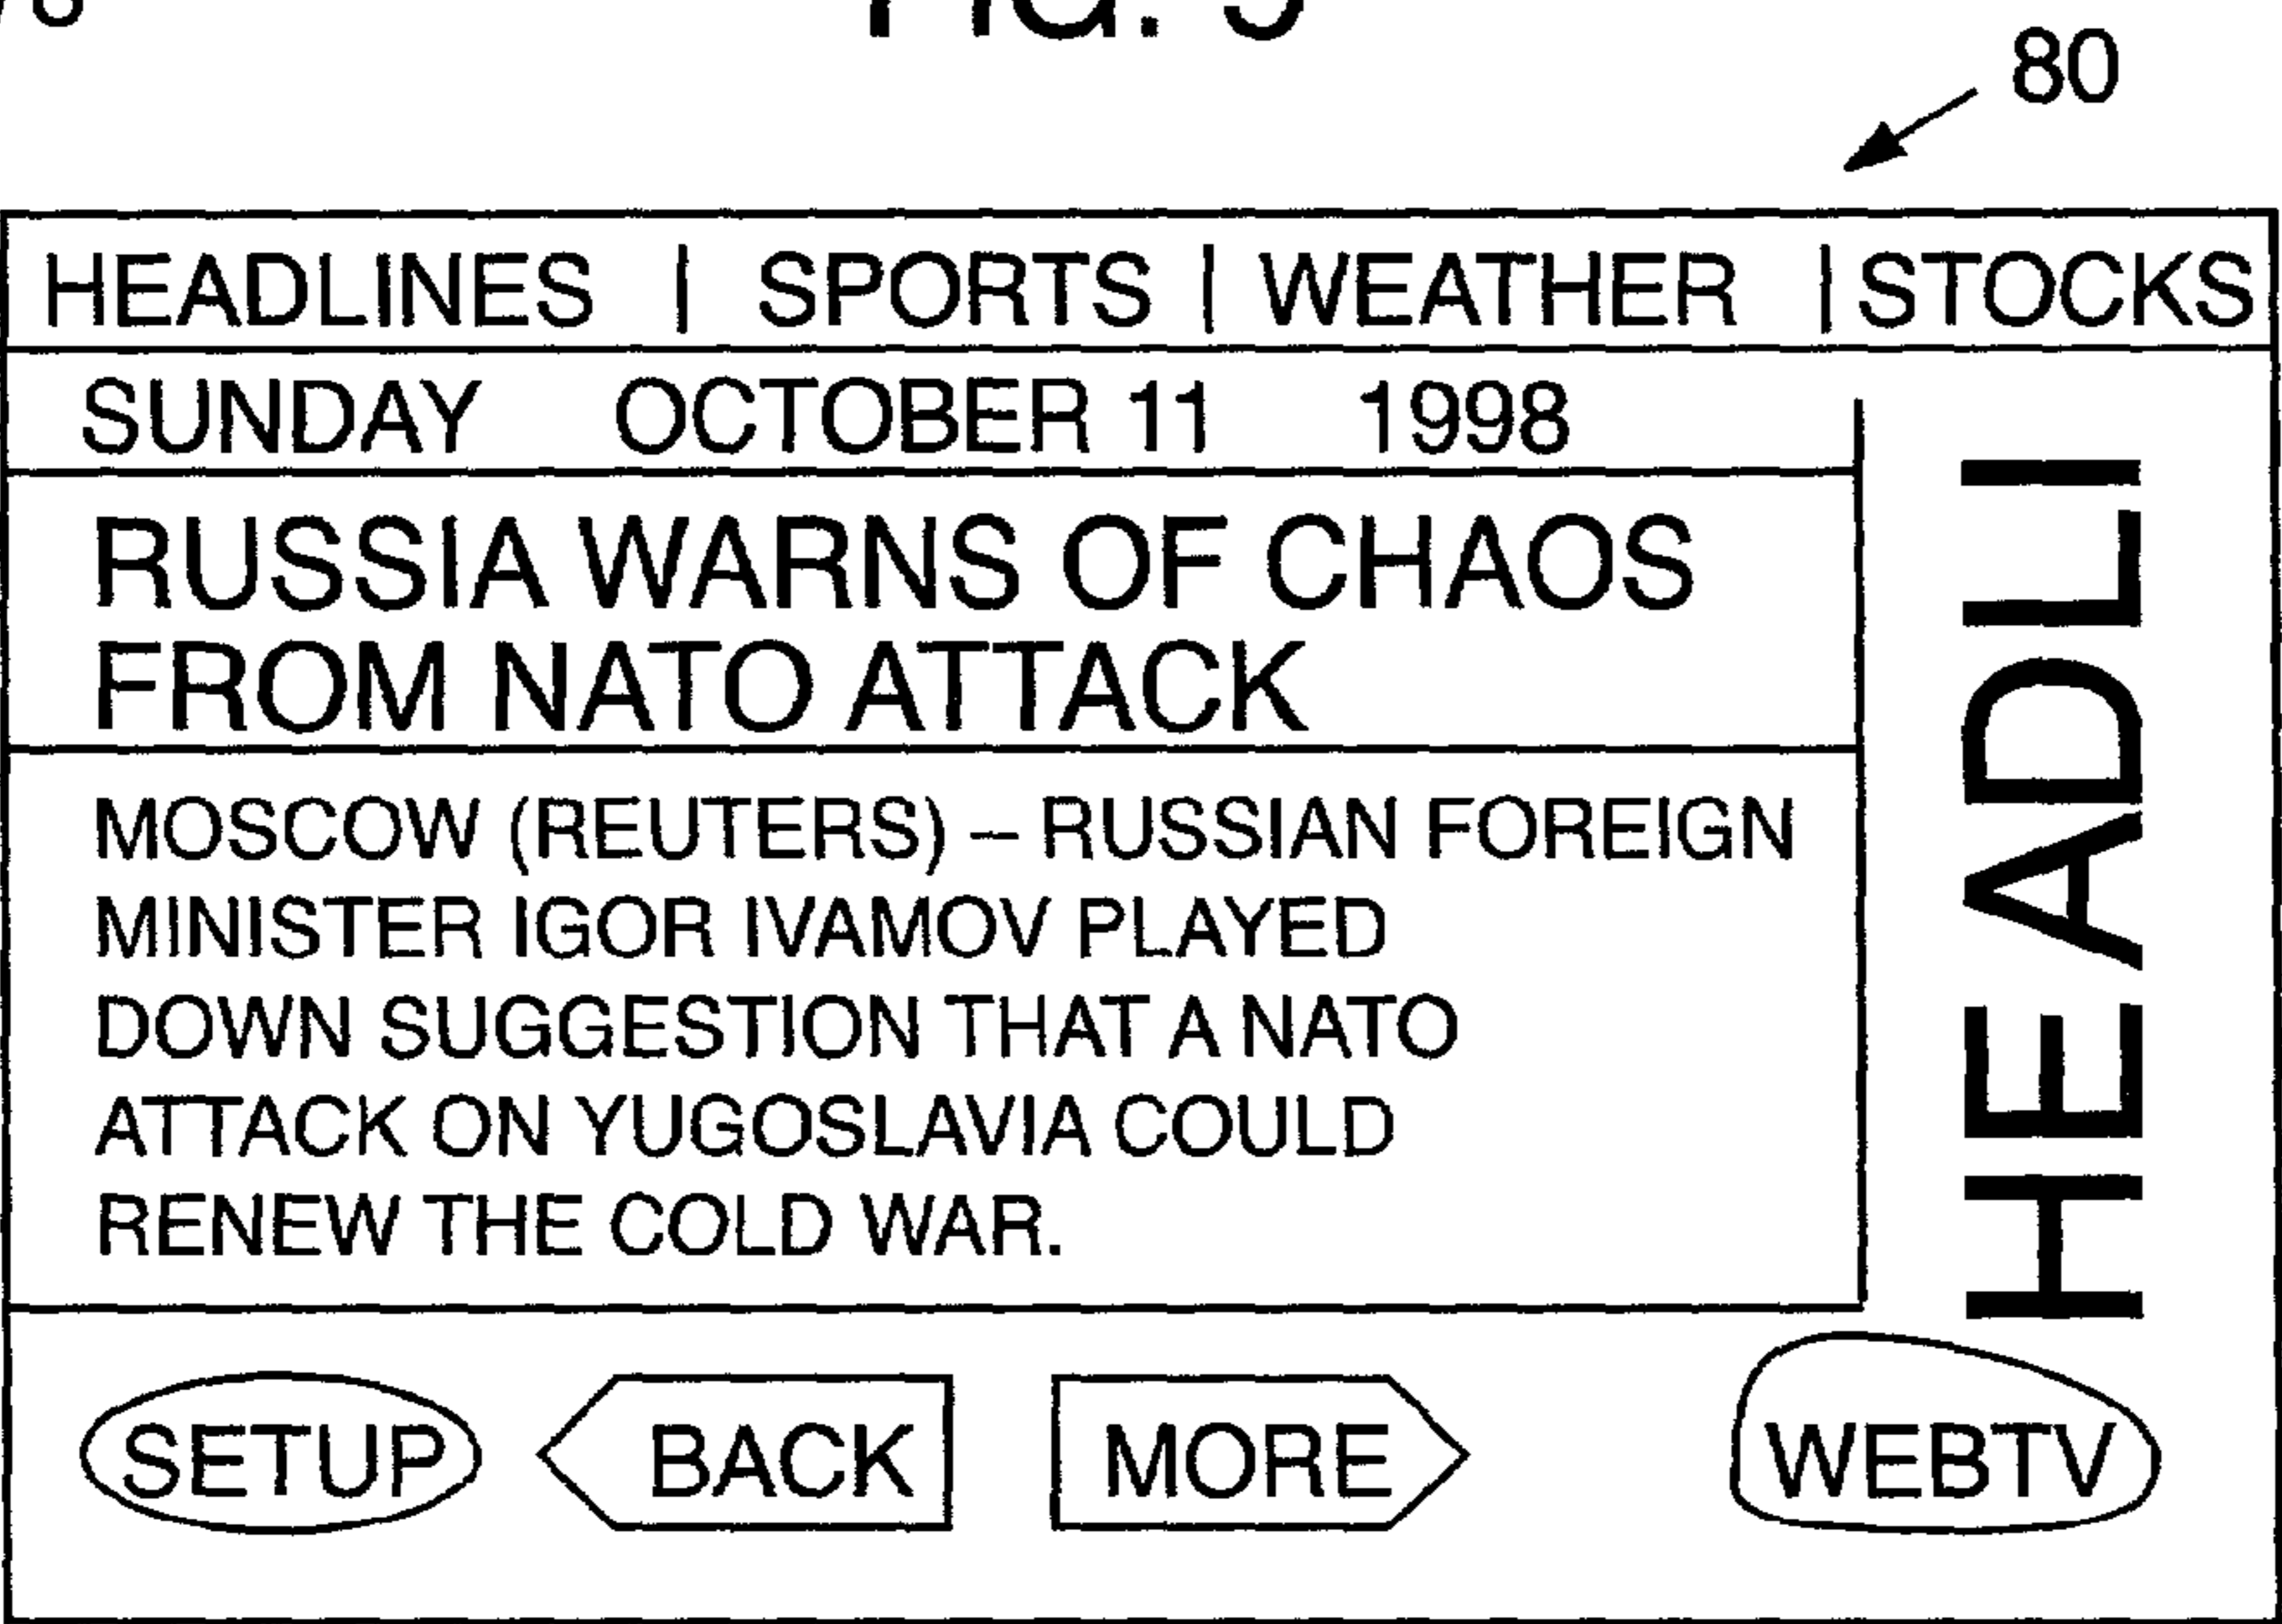 80
HEADLINES | SPORTS | WEATHER | STOCKS
SUNDAY OCTOBER 11 1998
RUSSIA WARNS OF CHAOS
FROM NATO ATTACK
MOSCOW (REUTERS) – RUSSIAN FOREIGN
MINISTER IGOR IVAMOV PLAYED
DOWN SUGGESTION THAT A NATO
ATTACK ON YUGOSLAVIA COULD
RENEW THE COLD WAR.
HEADLI
SETUP BACK MORE WEBTV